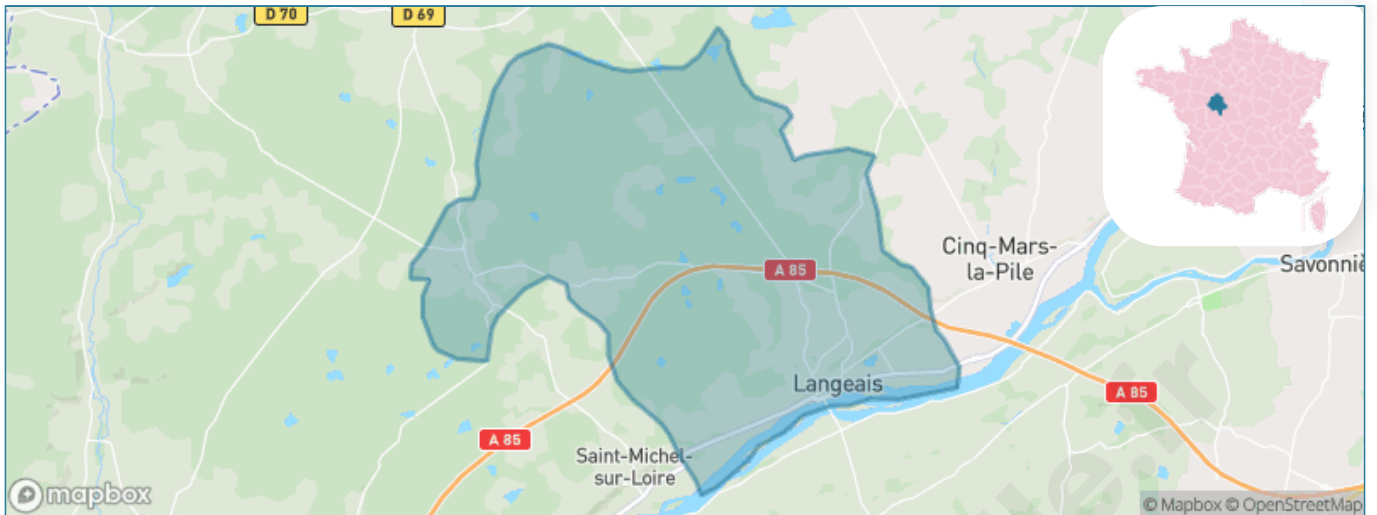 D 70
D 69
A 85
Cinq-Mars-
la-Pile
Savonniè
Langeais
A 85
A 85
Saint-Michel-
sur-Loire
mapbox
© Mapbox © OpenStreetMap